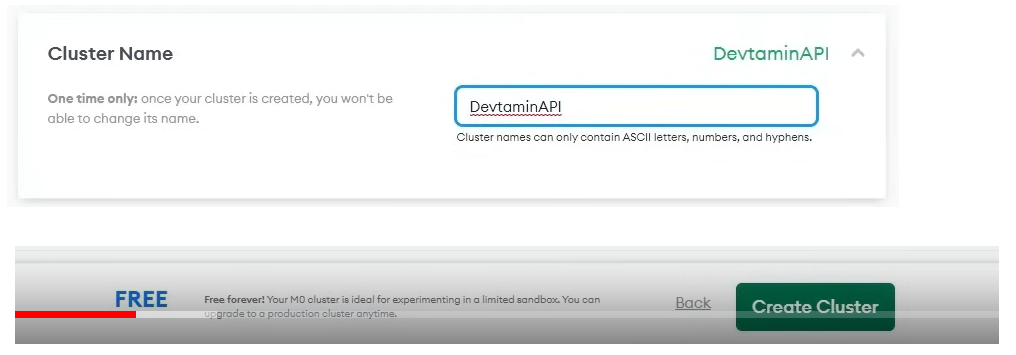 Cluster Name
DevtaminAPI
One time only: once your cluster is created, you won't be
able to change its name.
DevtaminAPI
Cluster names can only contain ASCII letters, numbers, and hyphens.
FREE
Free forever! Your M0 cluster is ideal for experimenting in a limited sandbox. You can
upgrade to a production cluster anytime.
Back
Create Cluster